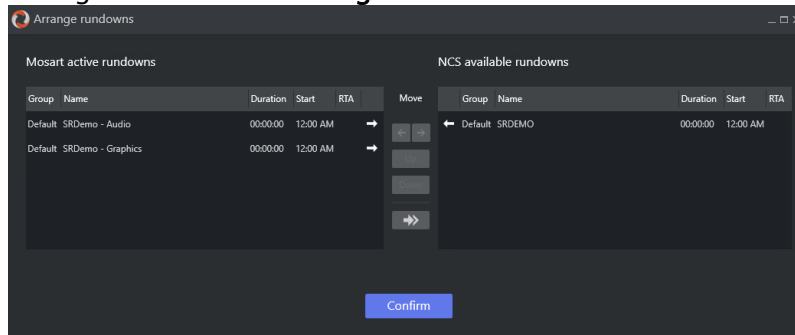 Arrange rundowns
Mosart active rundowns
NCS available rundowns
Group Name Duration Start RTA Move Group Name Duration Start RTA
Default SRDemo - Audio 00:00:00 12:00 AM Default SRDEMO 00:00:00 12:00 AM
Default SRDemo - Graphics 00:00:00 12:00 AM
Up
Down
Confirm